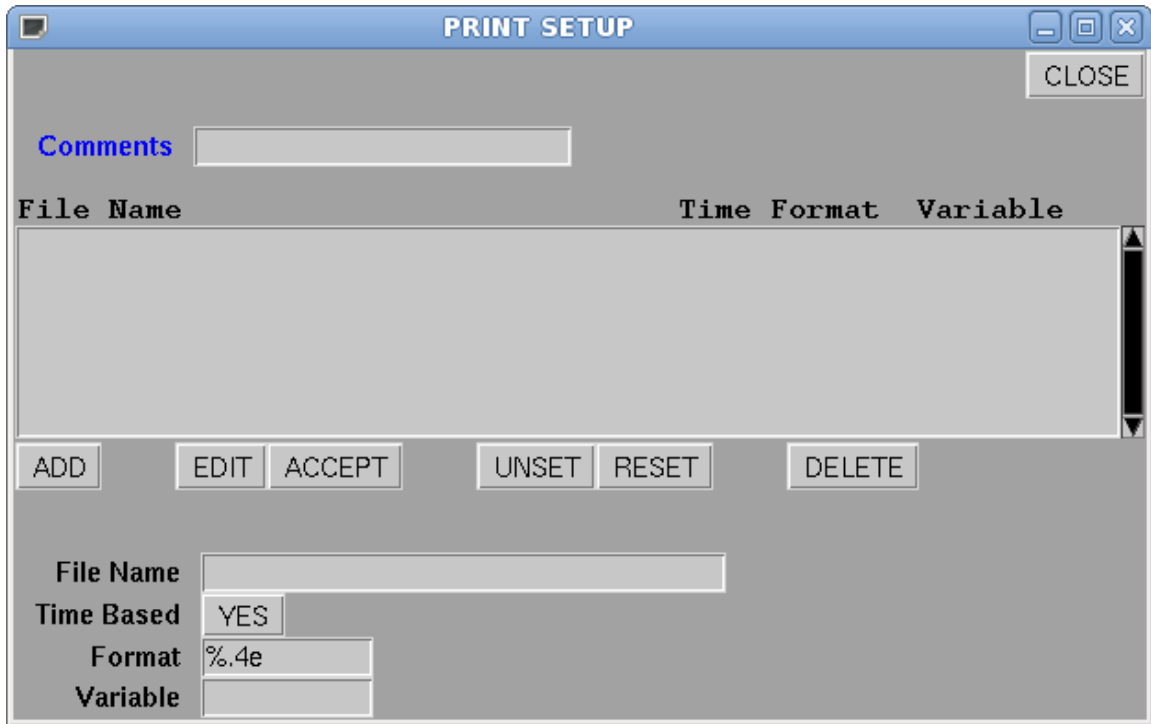 PRINT SETUP
CLOSE
Comments
File Name Time Format Variable
ADD EDIT ACCEPT UNSET RESET DELETE
File Name
Time Based YES
Format %.4e
Variable